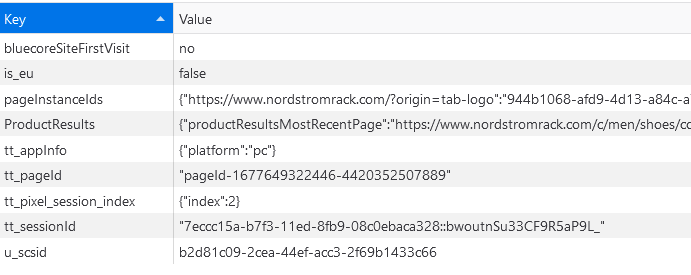 Key Value
bluecoreSiteFirstVisit no
is_eu false
pageInstanceIds {"https://www.nordstromrack.com/?origin=tab-logo":"944b1068-afd9-4d13-a84c-a
ProductResults {"productResultsMostRecentPage":"https://www.nordstromrack.com/c/men/shoes/co
tt_appInfo {"platform":"pc"}
tt_pageId "pageId-1677649322446-4420352507889"
tt_pixel_session_index {"index":2}
tt_sessionId "7eccc15a-b7f3-11ed-8fb9-08c0ebaca328::bwoutnSu33CF9R5aP9L_"
u_scsid b2d81c09-2cea-44ef-acc3-2f69b1433c66